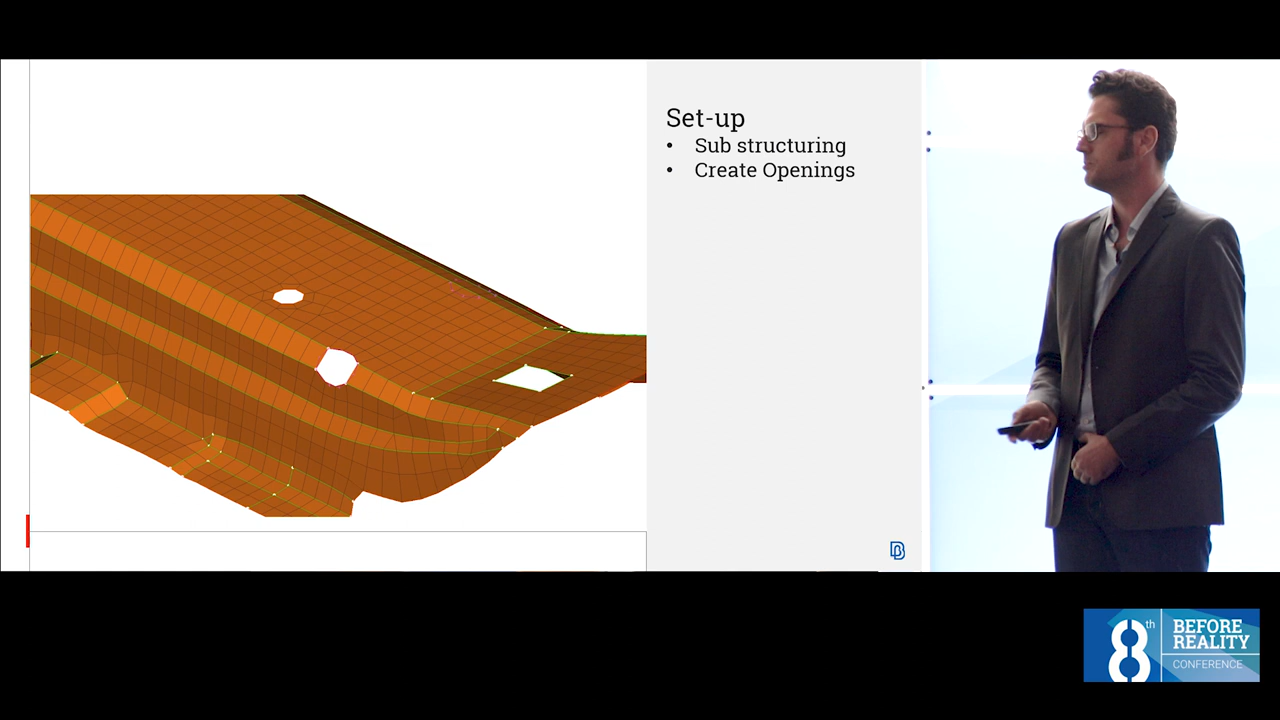 Set-up
• Sub structuring
• Create Openings
8th
BEFORE
REALITY
CONFERENCE